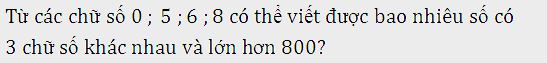 Từ các chữ số 0 ; 5 ; 6 ; 8 có thể viết được bao nhiêu số có
3 chữ số khác nhau và lớn hơn 800?